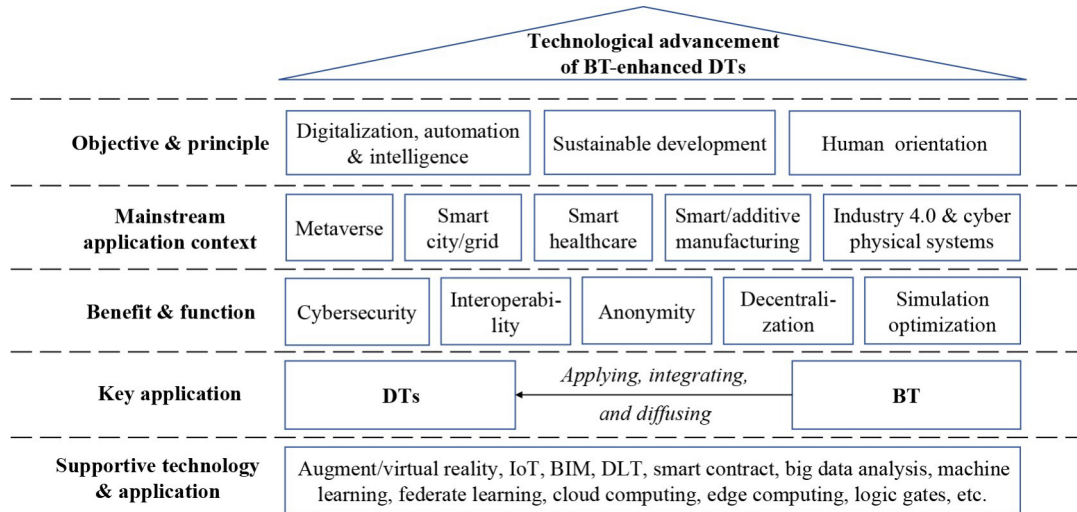 Technological advancement
of BT-enhanced DTs
Objective & principle
Digitalization, automation
& intelligence
Sustainable development
Human orientation
Mainstream
application context
Metaverse
Smart
city/grid
Smart
healthcare
Smart/additive
manufacturing
Industry 4.0 & cyber
physical systems
Benefit & function
Cybersecurity
Interoperabi-
lity
Anonymity
Decentrali-
zation
Simulation
optimization
Key application
DTs
Applying, integrating,
and diffusing
BT
Supportive technology
& application
Augment/virtual reality, IoT, BIM, DLT, smart contract, big data analysis, machine
learning, federate learning, cloud computing, edge computing, logic gates, etc.